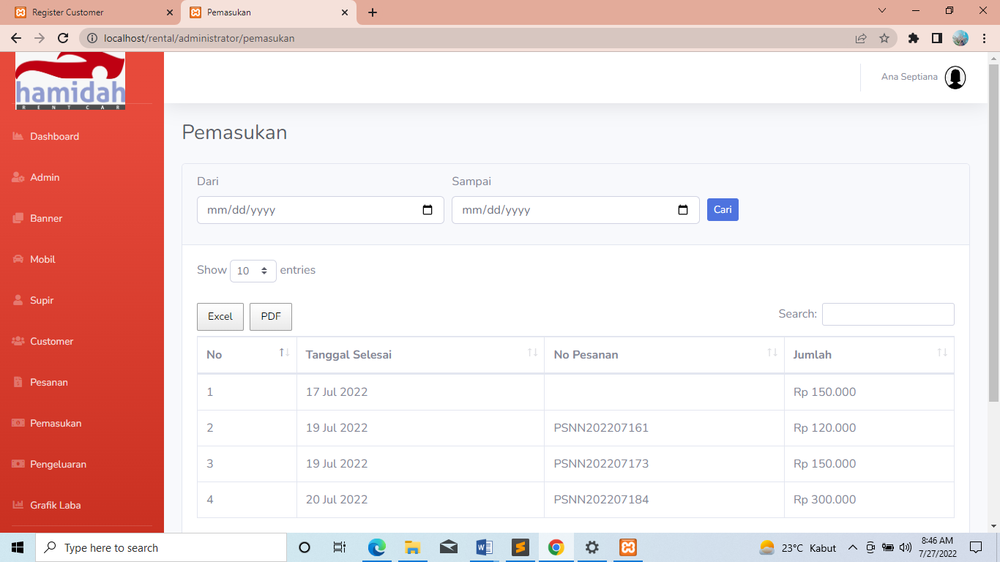 Register Customer
Pemasukan
localhost/rental/administrator/pemasukan
hamidah
RENTCAR
Ana Septiana
Dashboard
Admin
Banner
Mobil
Supir
Customer
Pesanan
Pemasukan
Pengeluaran
Grafik Laba
Pemasukan
Dari Sampai
mm/dd/yyyy mm/dd/yyyy Cari
Show 10 entries
Excel PDF Search:
No Tanggal Selesai No Pesanan Jumlah
1 17 Jul 2022 Rp 150.000
2 19 Jul 2022 PSNN202207161 Rp 120.000
3 19 Jul 2022 PSNN202207173 Rp 150.000
4 20 Jul 2022 PSNN202207184 Rp 300.000
Type here to search
23°C Kabut
8:46 AM
7/27/2022